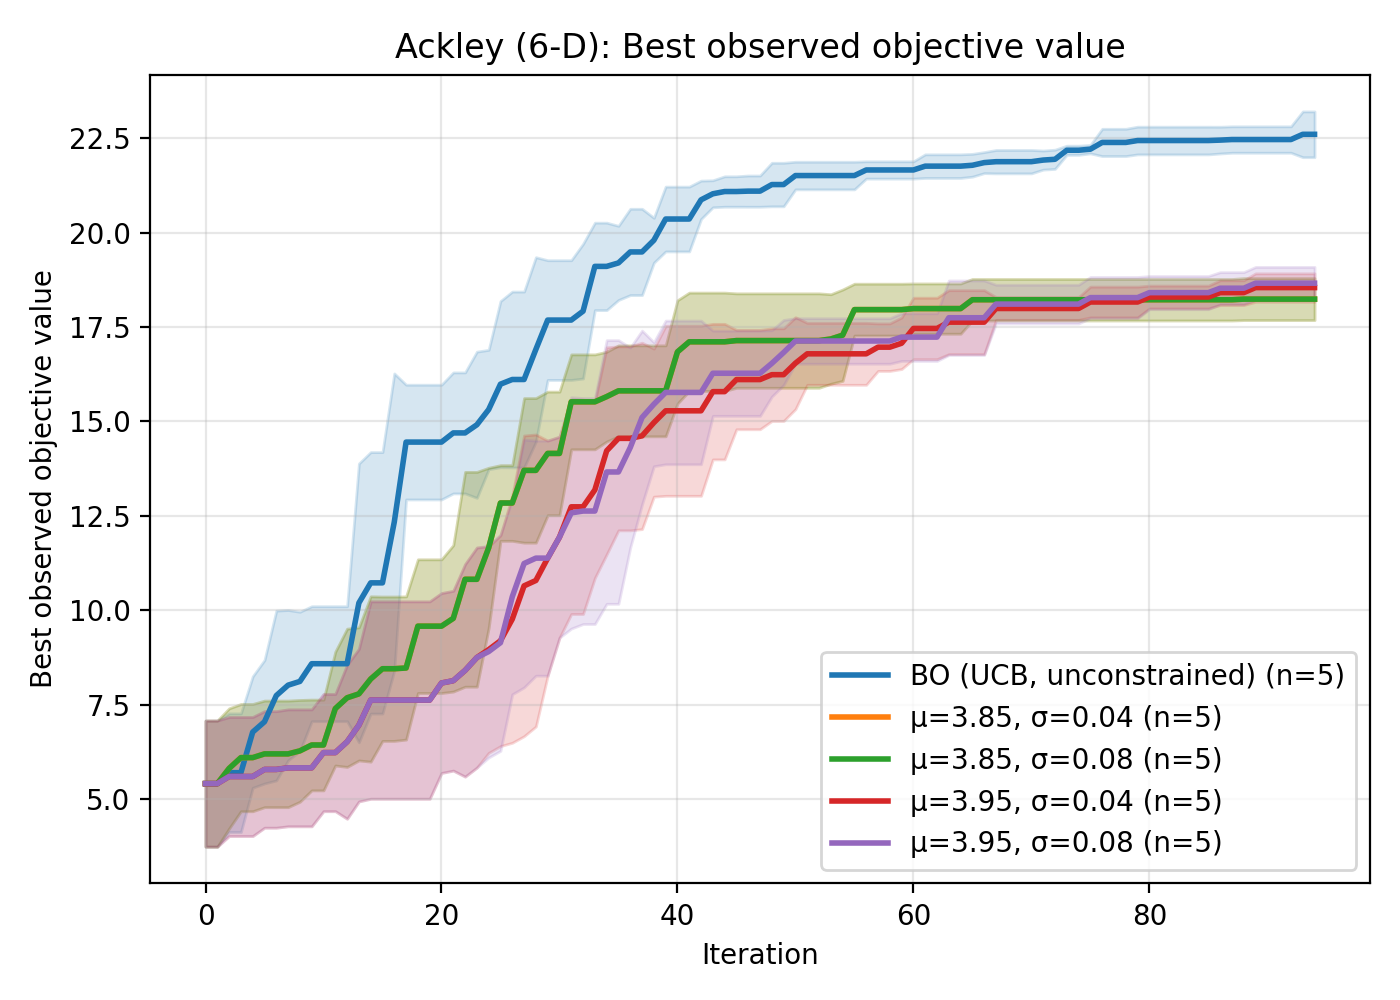 Ackley (6-D): Best observed objective value
Best observed objective value
22.5
20.0
17.5
15.0
12.5
10.0
7.5
5.0
0
20
40
60
80
Iteration
BO (UCB, unconstrained) (n=5)
μ=3.85, σ=0.04 (n=5)
μ=3.85, σ=0.08 (n=5)
μ=3.95, σ=0.04 (n=5)
μ=3.95, σ=0.08 (n=5)